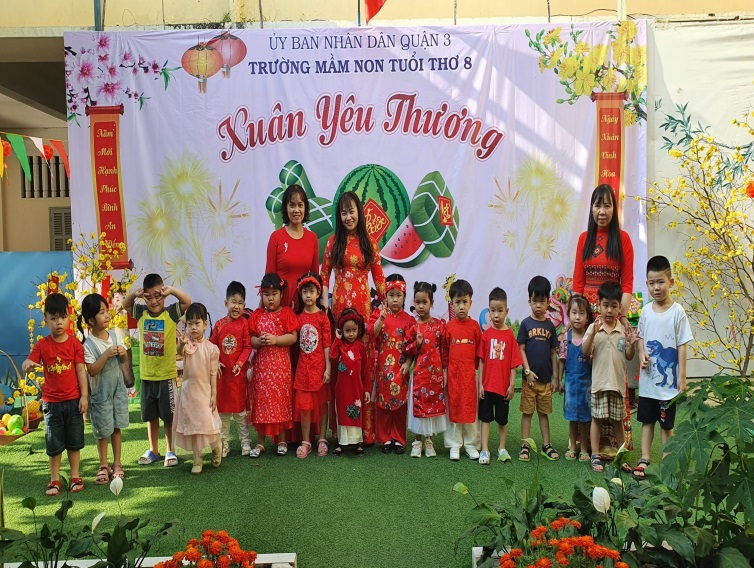 ỦY BAN NHÂN DÂN QUẬN 3
TRƯỜNG MẦM NON TUỔI THƠ 8
Xuân Yêu Thương
Năm
Mới
Hạnh
Phúc
Bình
An
Ngày
Xuân
Vinh
Hoa